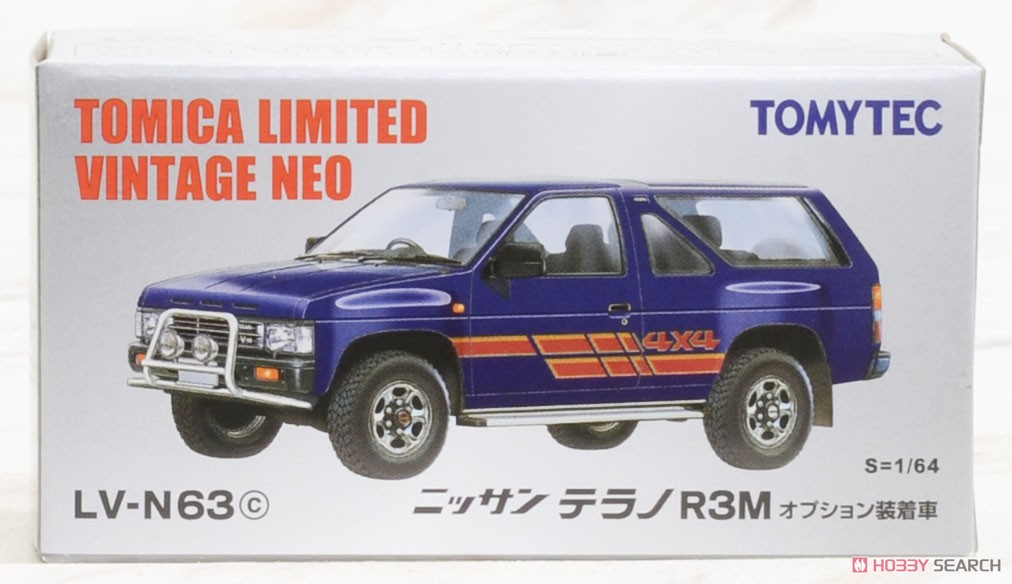 TOMICA LIMITED
VINTAGE NEO
TOMYTEC
4X4
S=1/64
LV-N63ⓒ
ニッサン テラノ R3M オプション装着車
HOBBY SEARCH